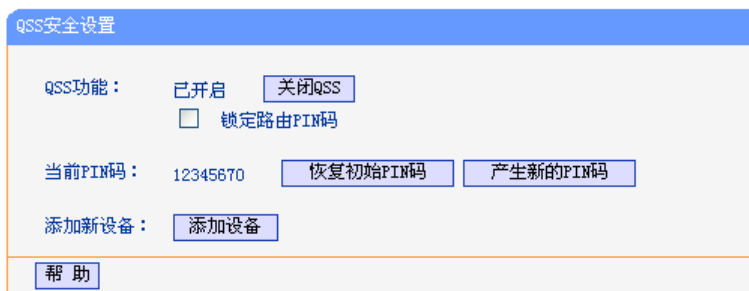 QSS安全设置
QSS功能： 已开启 关闭QSS
锁定路由PIN码
当前PIN码： 12345670 恢复初始PIN码 产生新的PIN码
添加新设备： 添加设备
帮 助